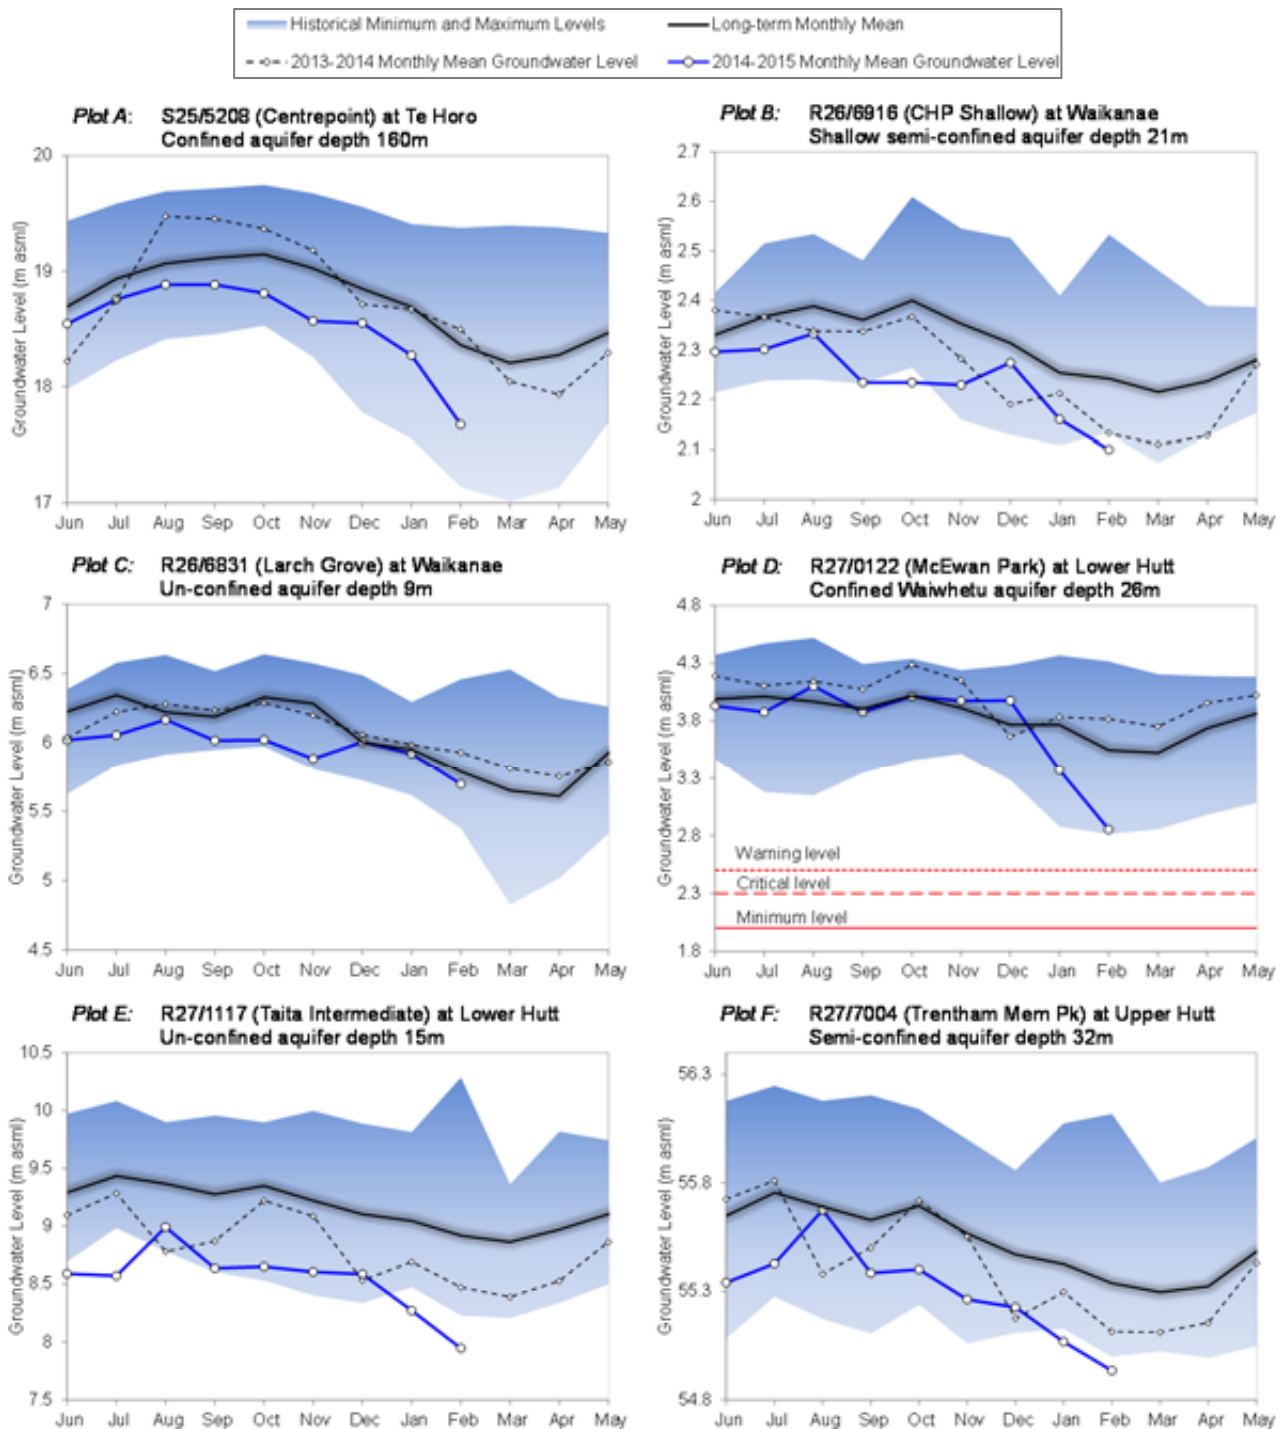 Historical Minimum and Maximum Levels Long-term Monthly Mean
2013-2014 Monthly Mean Groundwater Level 2014-2015 Monthly Mean Groundwater Level
Plot A: S25/5208 (Centrepoint) at Te Horo
Confined aquifer depth 160m
20
19
18
17
Groundwater Level (m asml)
Jun Jul Aug Sep Oct Nov Dec Jan Feb Mar Apr May
Plot B: R26/6916 (CHP Shallow) at Waikanae
Shallow semi-confined aquifer depth 21m
2.7
2.6
2.5
2.4
2.3
2.2
2.1
2
Groundwater Level (m asml)
Jun Jul Aug Sep Oct Nov Dec Jan Feb Mar Apr May
Plot C: R26/6831 (Larch Grove) at Waikanae
Un-confined aquifer depth 9m
7
6.5
6
5.5
5
4.5
Groundwater Level (m asml)
Jun Jul Aug Sep Oct Nov Dec Jan Feb Mar Apr May
Plot D: R27/0122 (McEwan Park) at Lower Hutt
Confined Waiwhetu aquifer depth 26m
4.8
4.3
3.8
3.3
2.8
2.3
1.8
Groundwater Level (m asml)
Warning level
Critical level
Minimum level
Jun Jul Aug Sep Oct Nov Dec Jan Feb Mar Apr May
Plot E: R27/1117 (Taita Intermediate) at Lower Hutt
Un-confined aquifer depth 15m
10.5
10
9.5
9
8.5
8
7.5
Groundwater Level (m asml)
Jun Jul Aug Sep Oct Nov Dec Jan Feb Mar Apr May
Plot F: R27/7004 (Trentham Mem Pk) at Upper Hutt
Semi-confined aquifer depth 32m
56.3
55.8
55.3
54.8
Groundwater Level (m asml)
Jun Jul Aug Sep Oct Nov Dec Jan Feb Mar Apr May